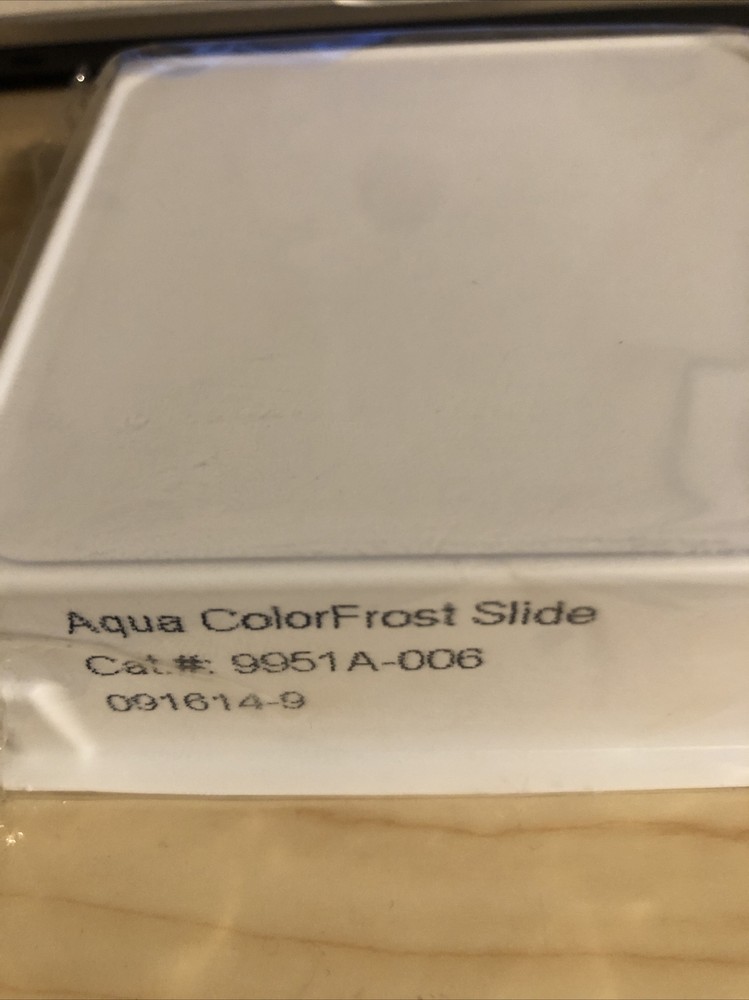 Aqua ColorFrost Slide
Cat.#: 9951A-006
091614-9